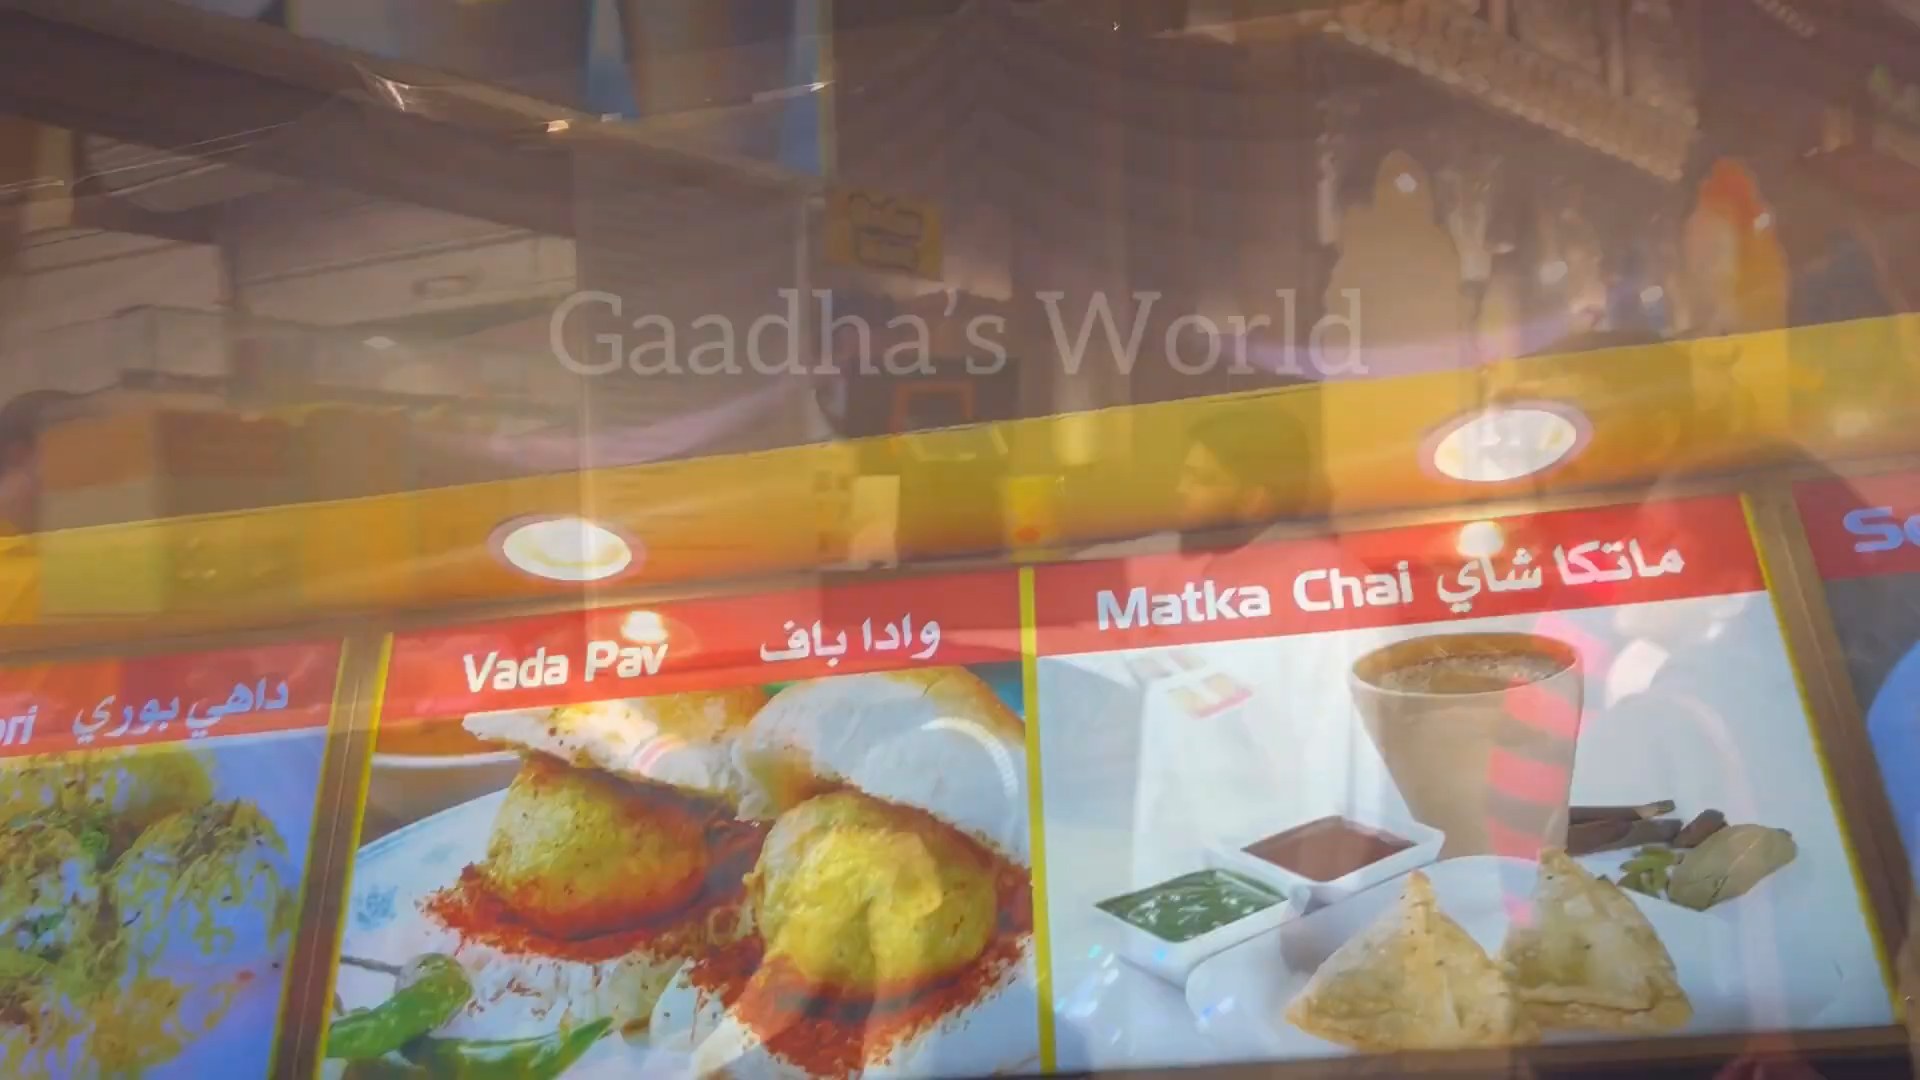 Gaadha's World
Matka Chai ماتكا شاي
Vada Pav وادا باف
داهي بوري